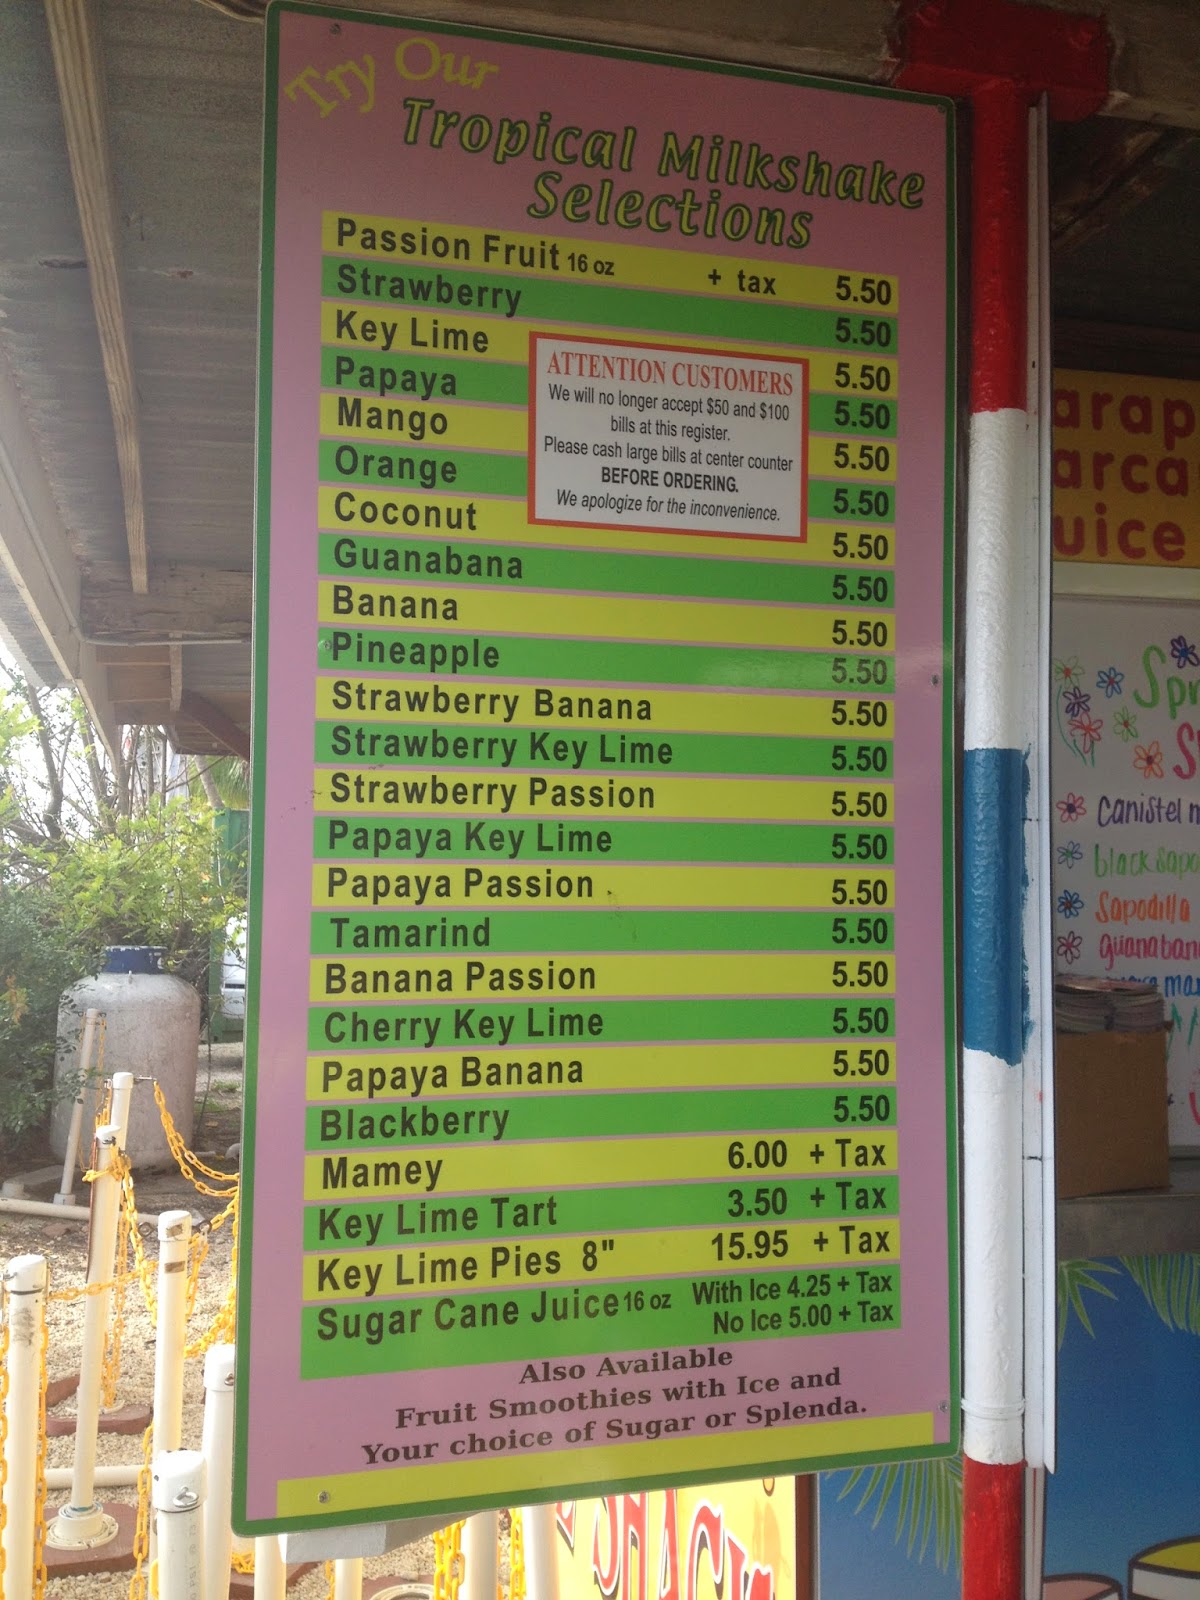 Try Our
Tropical Milkshake
Selections
Passion Fruit 16 oz + tax 5.50
Strawberry 5.50
Key Lime 5.50
Papaya 5.50
Mango 5.50
Orange 5.50
Coconut 5.50
Guanabana 5.50
Banana 5.50
Pineapple 5.50
Strawberry Banana 5.50
Strawberry Key Lime 5.50
Strawberry Passion 5.50
Papaya Key Lime 5.50
Papaya Passion 5.50
Tamarind 5.50
Banana Passion 5.50
Cherry Key Lime 5.50
Papaya Banana 5.50
Blackberry 5.50
Mamey 6.00 + Tax
Key Lime Tart 3.50 + Tax
Key Lime Pies 8" 15.95 + Tax
Sugar Cane Juice 16 oz With Ice 4.25 + Tax
No Ice 5.00 + Tax
Also Available
Fruit Smoothies with Ice and
Your choice of Sugar or Splenda.
ATTENTION CUSTOMERS
We will no longer accept $50 and $100
bills at this register.
Please cash large bills at center counter
BEFORE ORDERING.
We apologize for the inconvenience.
arap
arca
uice
Canistel m
black sapo
Sapodilla
guanaban